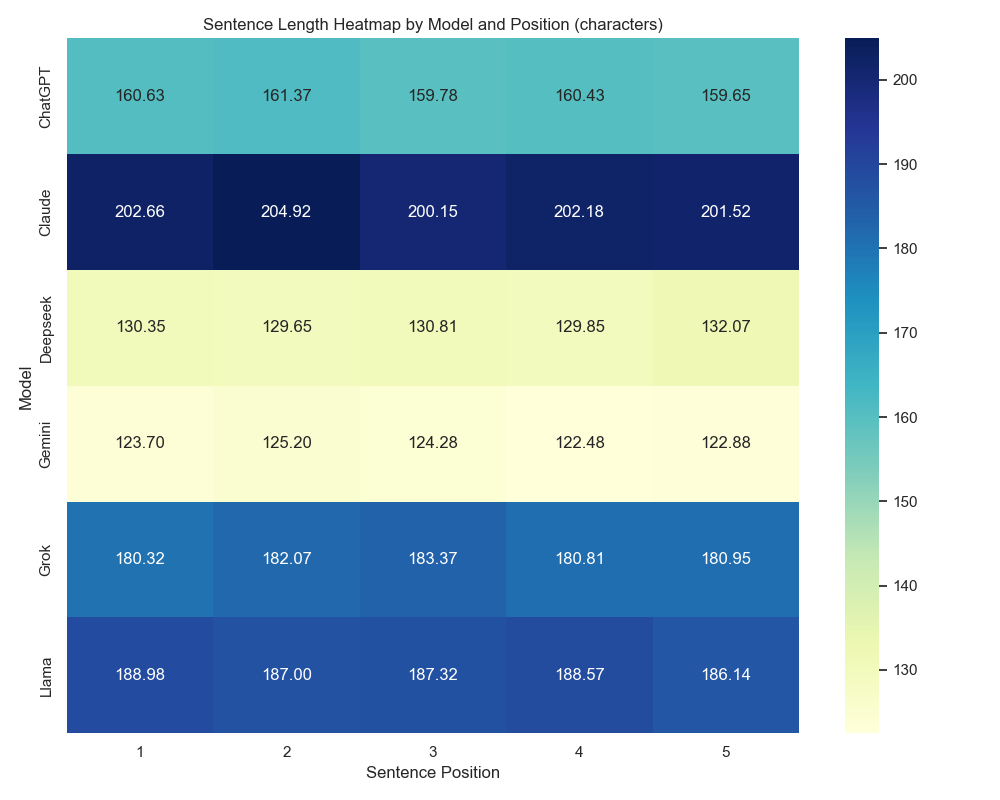 Sentence Length Heatmap by Model and Position (characters)
Model
ChatGPT 160.63 161.37 159.78 160.43 159.65
Claude 202.66 204.92 200.15 202.18 201.52
Deepseek 130.35 129.65 130.81 129.85 132.07
Gemini 123.70 125.20 124.28 122.48 122.88
Grok 180.32 182.07 183.37 180.81 180.95
Llama 188.98 187.00 187.32 188.57 186.14
1 2 3 4 5
Sentence Position
200
190
180
170
160
150
140
130